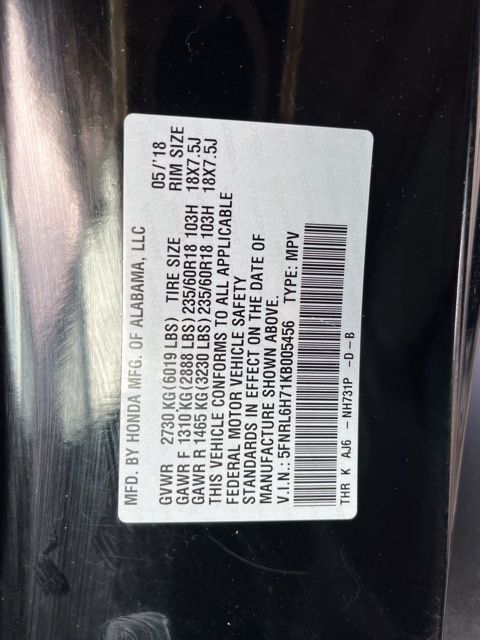 MFD. BY HONDA MFG. OF ALABAMA, LLC 05/'18
GVWR 2730 KG (6019 LBS) TIRE SIZE RIM SIZE
GAWR F 1310 KG (2888 LBS) 235/60R18 103H 18X7.5J
GAWR R 1465 KG (3230 LBS) 235/60R18 103H 18X7.5J
THIS VEHICLE CONFORMS TO ALL APPLICABLE
FEDERAL MOTOR VEHICLE SAFETY
STANDARDS IN EFFECT ON THE DATE OF
MANUFACTURE SHOWN ABOVE.
V.I.N.: 5FNRL6H71KB005456 TYPE: MPV
THR K AJ6 - NH731P -D-B